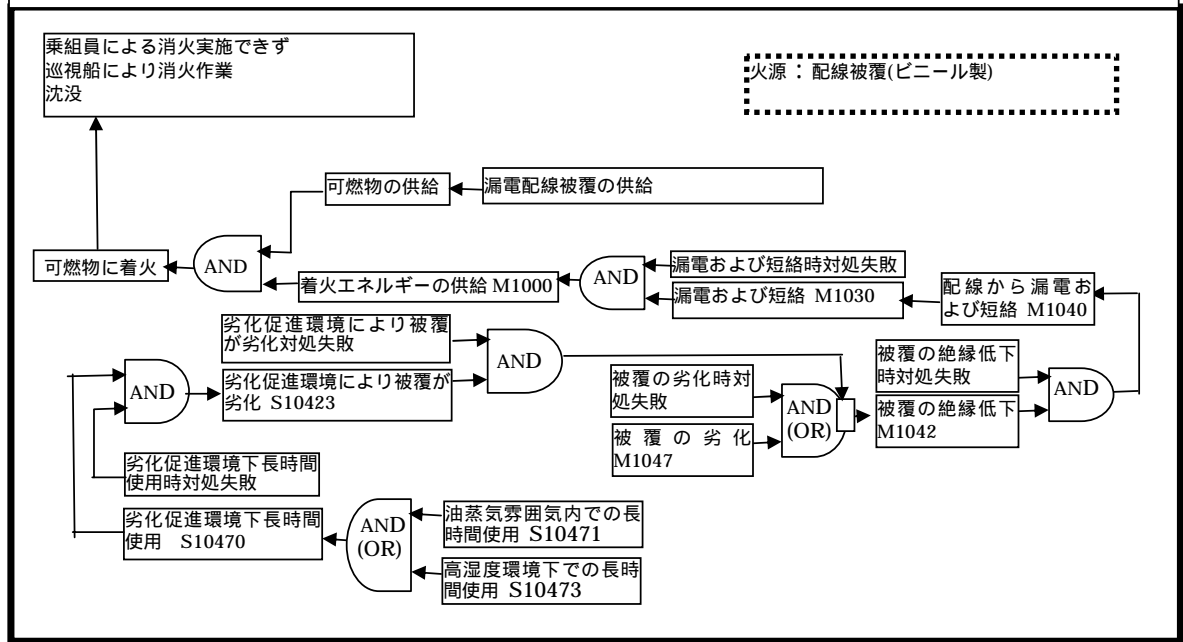 乗組員による消火実施できず
巡視船により消火作業
沈没
火源：配線被覆(ビニール製)
可燃物の供給
漏電配線被覆の供給
可燃物に着火
AND
着火エネルギーの供給 M1000
AND
漏電および短絡時対処失敗
漏電および短絡 M1030
配線から漏電お
よび短絡 M1040
劣化促進環境により被覆
が劣化対処失敗
AND
劣化促進環境により被覆が
劣化 S10423
AND
被覆の劣化時対
処失敗
被覆の劣化
M1047
AND
(OR)
被覆の絶縁低下
時対処失敗
被覆の絶縁低下
M1042
AND
劣化促進環境下長時間
使用時対処失敗
劣化促進環境下長時間
使用 S10470
AND
(OR)
油蒸気雰囲気内での長
時間使用 S10471
高湿度環境下での長時
間使用 S10473